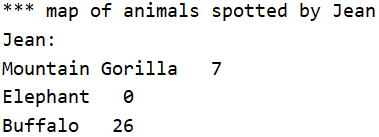 *** map of animals spotted by Jean
Jean:
Mountain Gorilla   7
Elephant   0
Buffalo   26